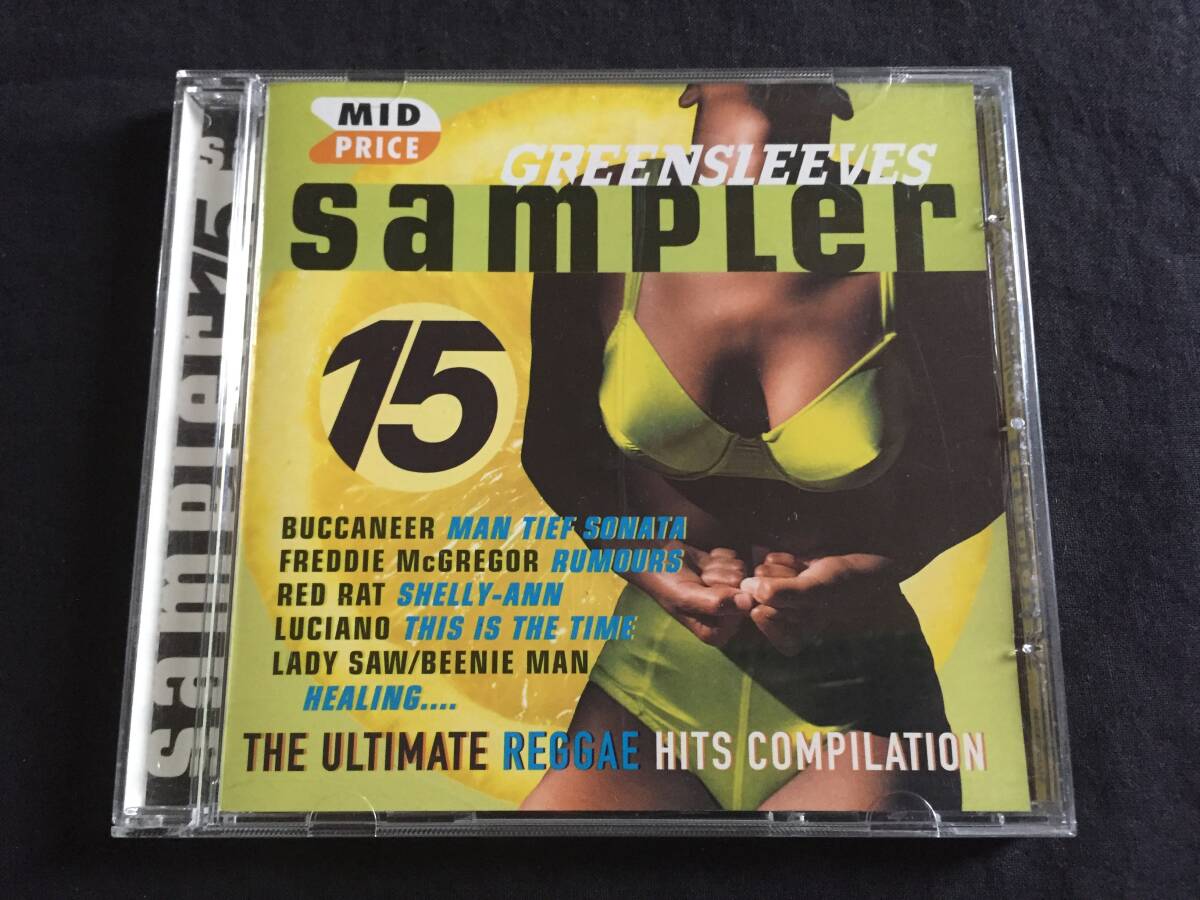 MID
PRICE
GREENSLEEVES
sampler
15
BUCCANEER MAN TIEF SONATA
FREDDIE McGREGOR RUMOURS
RED RAT SHELLY-ANN
LUCIANO THIS IS THE TIME
LADY SAW/BEENIE MAN
HEALING....
THE ULTIMATE REGGAE HITS COMPILATION
sampler 15 s